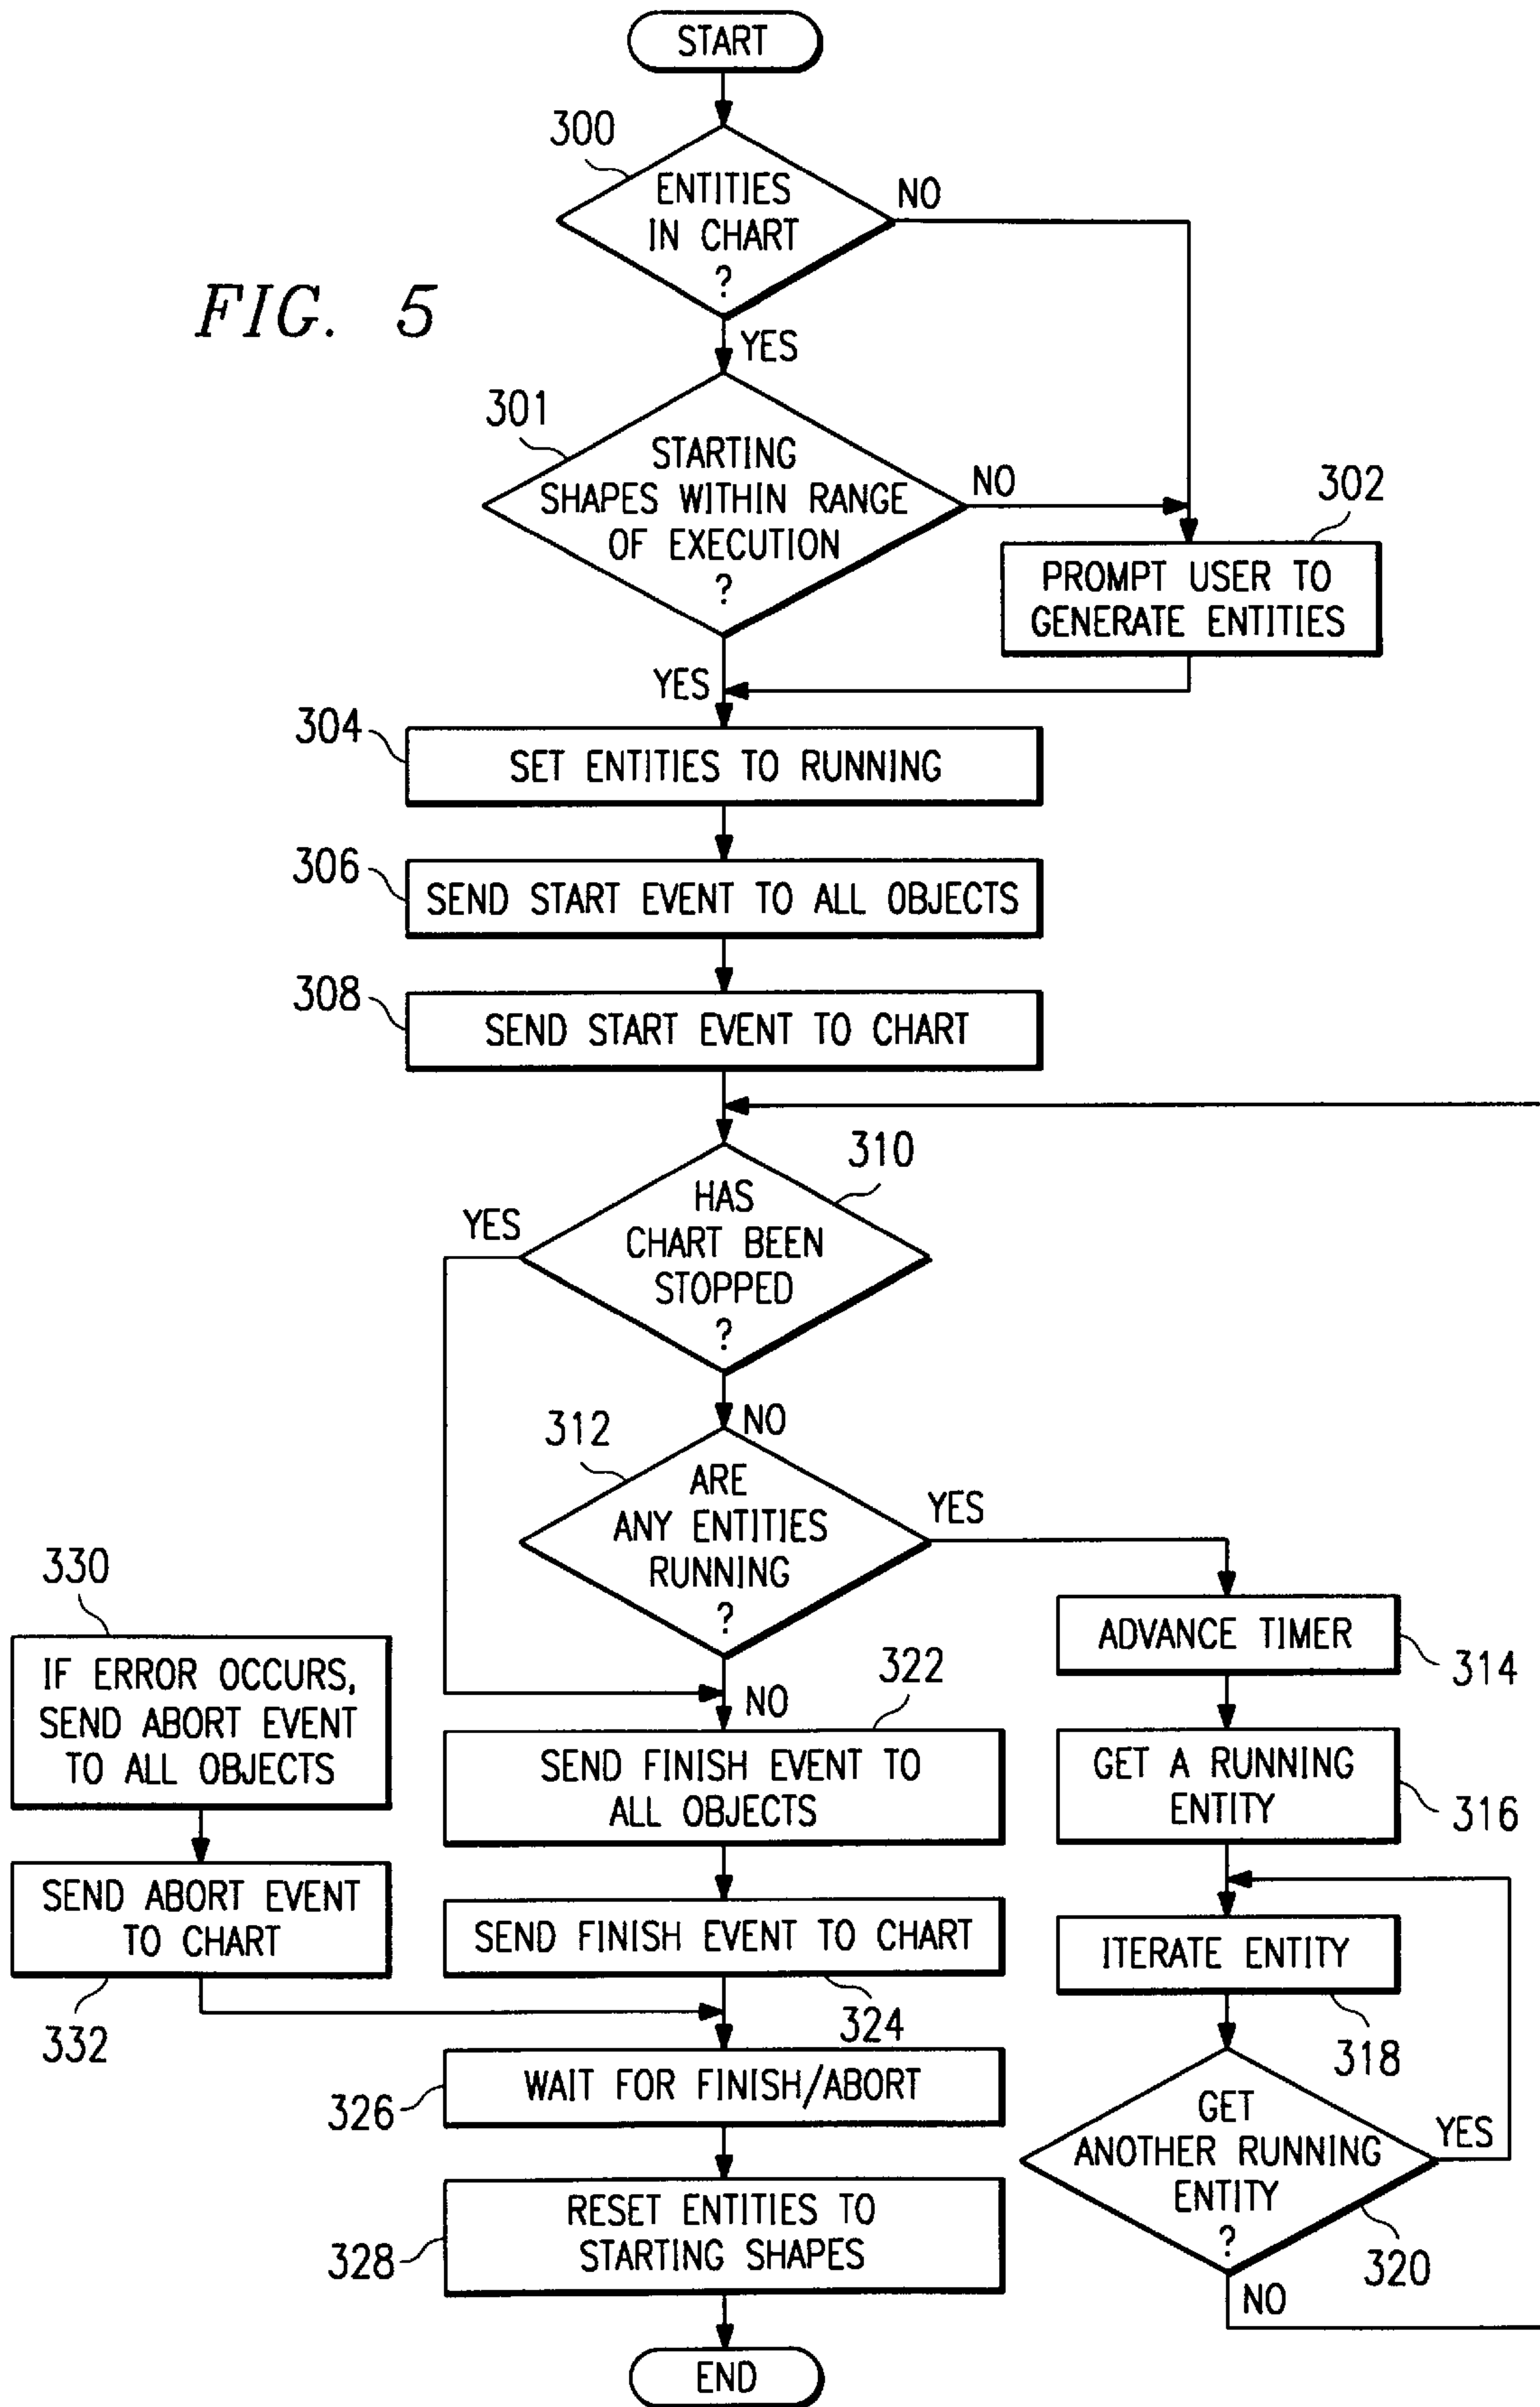 START
300
ENTITIES
IN CHART
?
NO
FIG. 5
YES
301
STARTING
SHAPES WITHIN RANGE
OF EXECUTION
?
NO
302
PROMPT USER TO
GENERATE ENTITIES
YES
304
SET ENTITIES TO RUNNING
306
SEND START EVENT TO ALL OBJECTS
308
SEND START EVENT TO CHART
310
HAS
CHART BEEN
STOPPED
?
YES
NO
312
ARE
ANY ENTITIES
RUNNING
?
YES
NO
314
ADVANCE TIMER
316
GET A RUNNING
ENTITY
318
ITERATE ENTITY
320
GET
ANOTHER RUNNING
ENTITY
?
YES
NO
322
SEND FINISH EVENT TO
ALL OBJECTS
324
SEND FINISH EVENT TO CHART
330
IF ERROR OCCURS,
SEND ABORT EVENT
TO ALL OBJECTS
332
SEND ABORT EVENT
TO CHART
326
WAIT FOR FINISH/ABORT
328
RESET ENTITIES TO
STARTING SHAPES
END